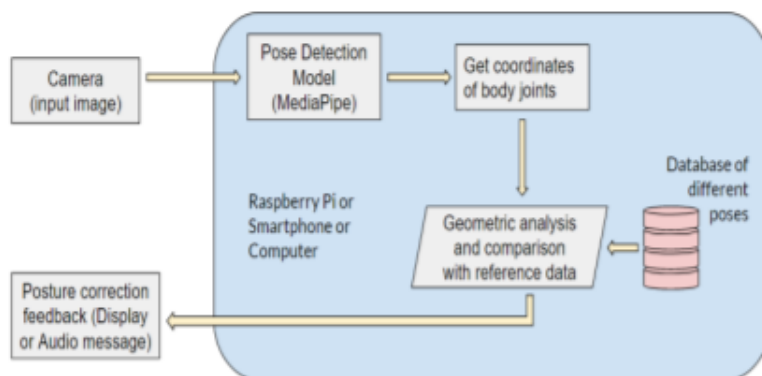 Camera
(input image)
Pose Detection
Model
(MediaPipe)
Get coordinates
of body joints
Database of
different
poses
Raspberry Pi or
Smartphone or
Computer
Geometric analysis
and comparison
with reference data
Posture correction
feedback (Display
or Audio message)